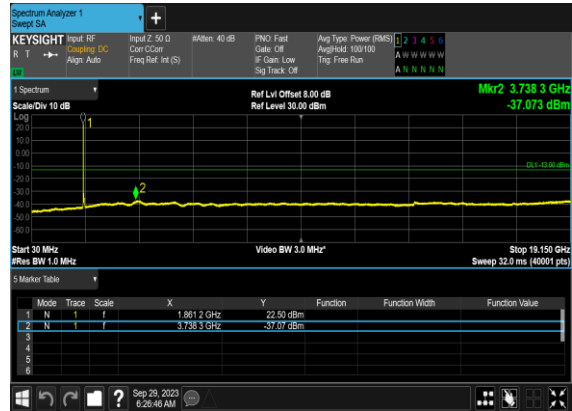 Spectrum Analyzer 1
Swept SA
+
KEYSIGHT Input: RF Input Z: 50 Ω #Atten: 40 dB PNO: Fast Avg Type: Power (RMS) 1 2 3 4 5 6
R T Coupling: DC Corr CCorr Gate: Off Avg|Hold: 100/100 A W W W W W
Align: Auto Freq Ref: Int (S) IF Gain: Low Trig: Free Run
Sig Track: Off A N N N N N
1 Spectrum Ref Lvl Offset 8.00 dB Mkr2 3.738 3 GHz
Scale/Div 10 dB Ref Level 30.00 dBm -37.073 dBm
Log
20.0
10.0
0.00
-10.0
-20.0
-30.0
-40.0
-50.0
-60.0
1
2
DL1 -13.00 dBm
Start 30 MHz Video BW 3.0 MHz* Stop 19.150 GHz
#Res BW 1.0 MHz Sweep 32.0 ms (40001 pts)
5 Marker Table
Mode Trace Scale X Y Function Function Width Function Value
1 N 1 f 1.861 2 GHz 22.50 dBm
2 N 1 f 3.738 3 GHz -37.07 dBm
3
4
5
6
? Sep 29, 2023
6:26:46 AM